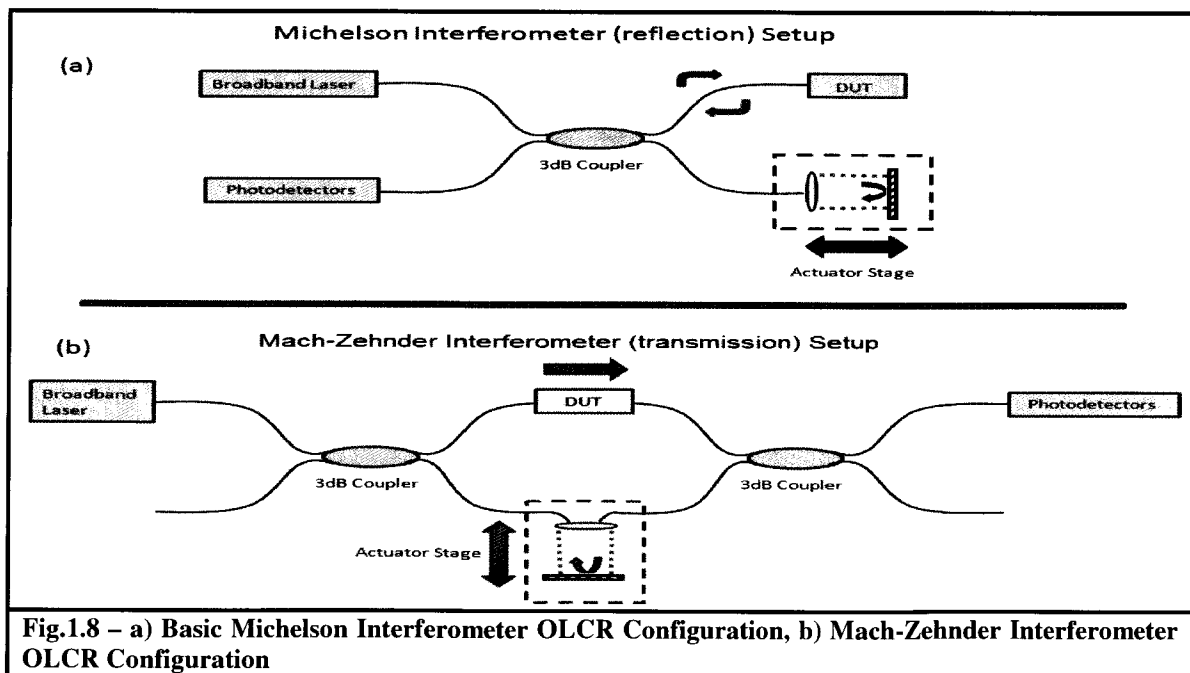 Michelson Interferometer (reflection) Setup
(a)
Broadband Laser
DUT
3dB Coupler
Photodetectors
Actuator Stage
Mach-Zehnder Interferometer (transmission) Setup
(b)
Broadband
Laser
DUT
Photodetectors
3dB Coupler
3dB Coupler
Actuator Stage
Fig.1.8 – a) Basic Michelson Interferometer OLCR Configuration, b) Mach-Zehnder Interferometer
OLCR Configuration